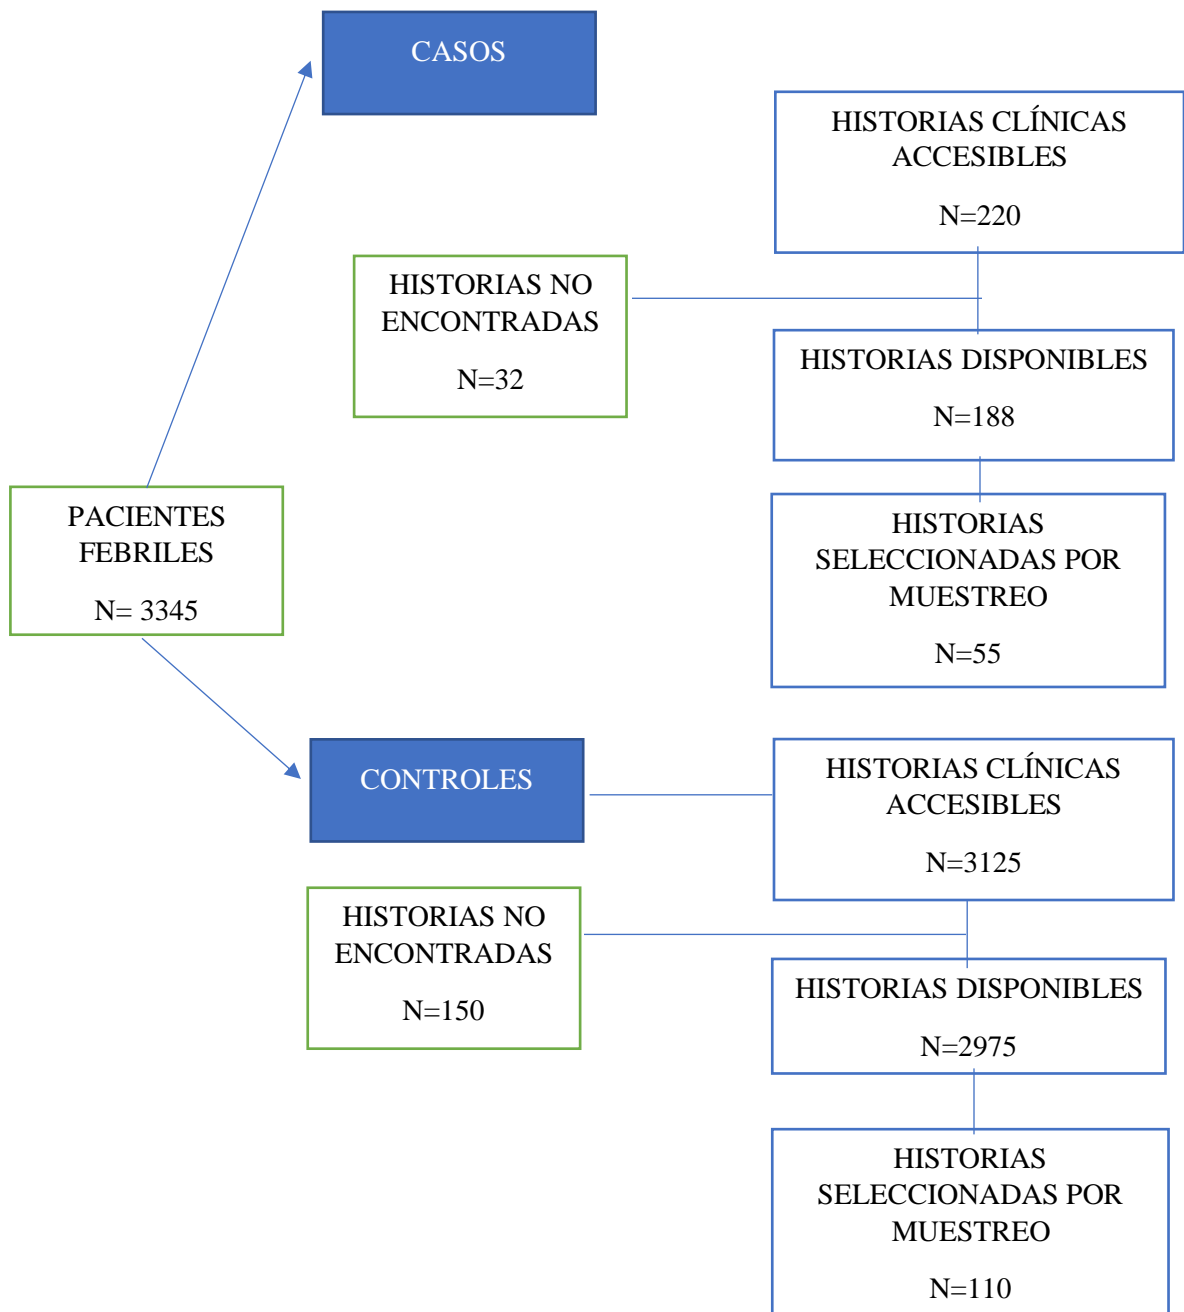 CASOS
HISTORIAS CLÍNICAS
ACCESIBLES
N=220
HISTORIAS NO
ENCONTRADAS
N=32
HISTORIAS DISPONIBLES
N=188
PACIENTES
FEBRILES
N= 3345
HISTORIAS
SELECCIONADAS POR
MUESTREO
N=55
CONTROLES
HISTORIAS CLÍNICAS
ACCESIBLES
N=3125
HISTORIAS NO
ENCONTRADAS
N=150
HISTORIAS DISPONIBLES
N=2975
HISTORIAS
SELECCIONADAS POR
MUESTREO
N=110